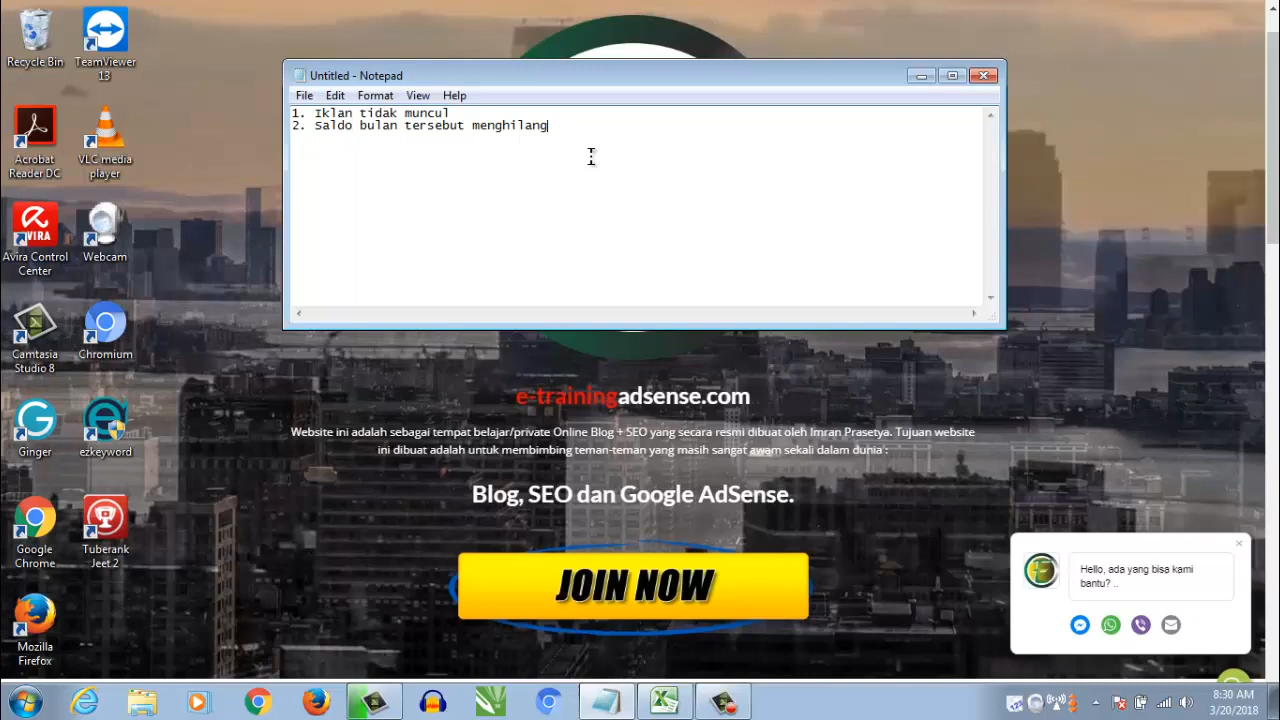 Recycle Bin
TeamViewer
13
Acrobat
Reader DC
VLC media
player
Avira Control
Center
AVIRA
Webcam
Camtasia
Studio 8
Chromium
Ginger
ezkeyword
Google
Chrome
Tuberank
Jeet 2
Mozilla
Firefox
Untitled - Notepad
File Edit Format View Help
1. Iklan tidak muncul
2. Saldo bulan tersebut menghilang
e-trainingadsense.com
Website ini adalah sebagai tempat belajar/private Online Blog + SEO yang secara resmi dibuat oleh Imran Prasetya. Tujuan website
ini dibuat adalah untuk membimbing teman-teman yang masih sangat awam sekali dalam dunia :
Blog, SEO dan Google AdSense.
JOIN NOW
Hello, ada yang bisa kami
bantu? ..
8:30 AM
3/20/2018